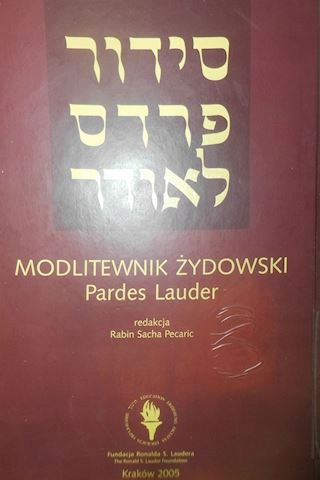 סידור
פרדס
לאודר
MODLITEWNIK ŻYDOWSKI
Pardes Lauder
redakcja
Rabin Sacha Pecaric
Fundacja Ronalda S. Laudera
The Ronald S. Lauder Foundation
Kraków 2005